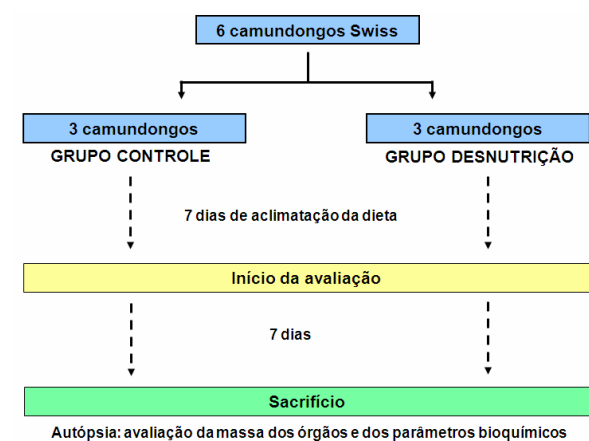 6 camundongos Swiss
3 camundongos
3 camundongos
GRUPO CONTROLE
GRUPO DESNUTRIÇÃO
7 dias de aclimatação da dieta
Início da avaliação
7 dias
Sacrifício
Autópsia: avaliação da massa dos órgãos e dos parâmetros bioquímicos